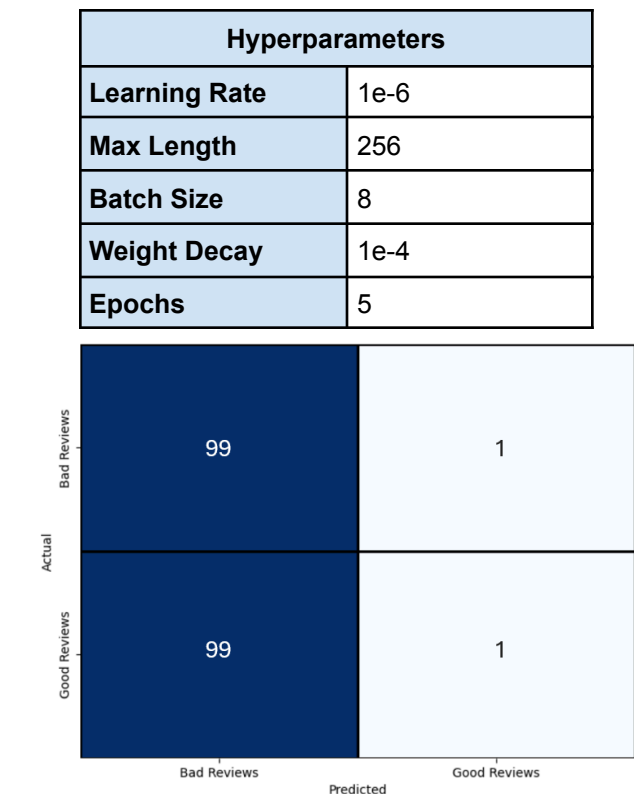 Hyperparameters
Learning Rate 1e-6
Max Length 256
Batch Size 8
Weight Decay 1e-4
Epochs 5
Bad Reviews 99 1
Actual
Good Reviews 99 1
Bad Reviews Good Reviews
Predicted